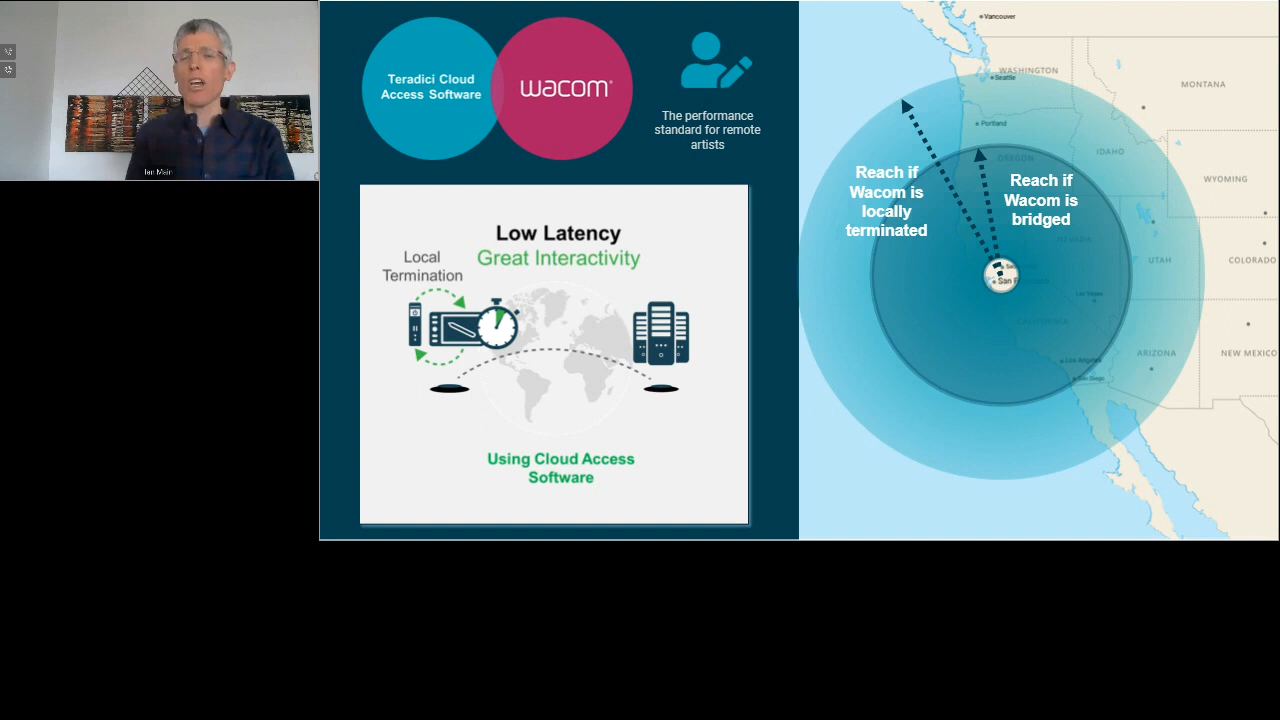 Ian Main
Teradici Cloud
Access Software
wacom®
The performance
standard for remote
artists
Low Latency
Great Interactivity
Local
Termination
Using Cloud Access
Software
Vancouver
WASHINGTON
Seattle
MONTANA
Portland
OREGON
IDAHO
WYOMING
Reach if
Wacom is
locally
terminated
Reach if
Wacom is
bridged
NEVADA
UTAH
COLORADO
San F
Las Vegas
CALIFORNIA
Los Angeles
San Diego
ARIZONA
NEW MEXICO